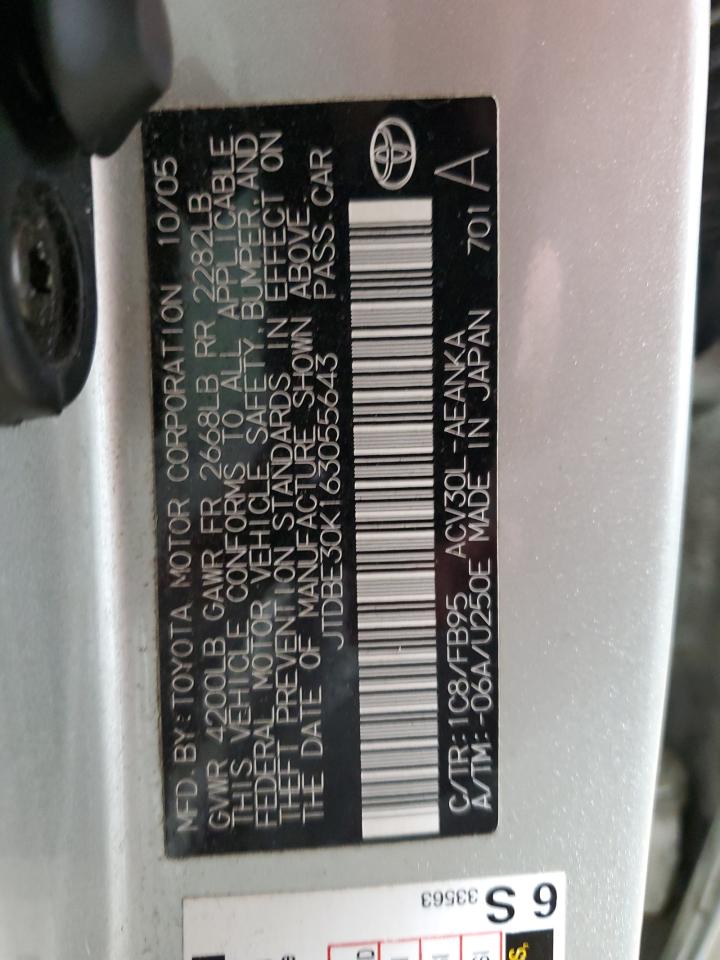 MFD. BY: TOYOTA MOTOR CORPORATION 10/05
GVWR 4200LB GAWR FR 2668LB RR 2282LB
THIS VEHICLE CONFORMS TO ALL APPLICABLE
FEDERAL MOTOR VEHICLE SAFETY, BUMPER, AND
THEFT PREVENTION STANDARDS IN EFFECT ON
THE DATE OF MANUFACTURE SHOWN ABOVE.
JTDBE30K163055643 PASS. CAR
C/TR: 1C8/FB95 ACV30L-AEANKA
A/TM: -06A/U250E MADE IN JAPAN 701 A
33563
6 S